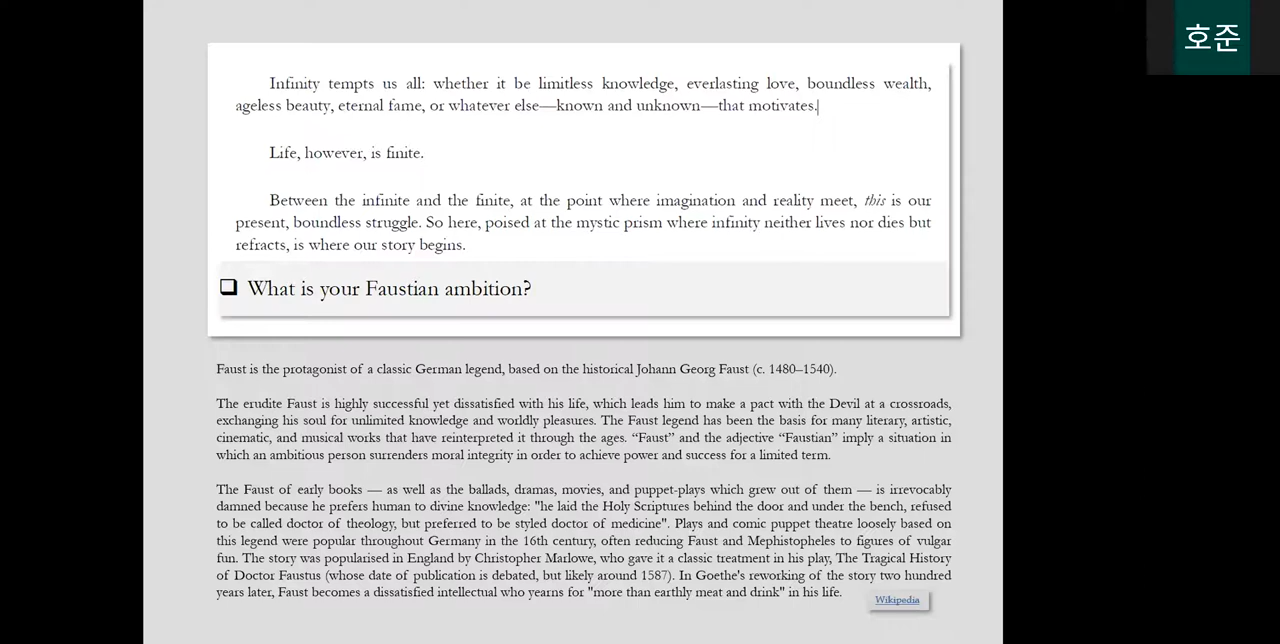 호준
Infinity tempts us all: whether it be limitless knowledge, everlasting love, boundless wealth,
ageless beauty, eternal fame, or whatever else—known and unknown—that motivates.
Life, however, is finite.
Between the infinite and the finite, at the point where imagination and reality meet, this is our
present, boundless struggle. So here, poised at the mystic prism where infinity neither lives nor dies but
refracts, is where our story begins.
❑ What is your Faustian ambition?
Faust is the protagonist of a classic German legend, based on the historical Johann Georg Faust (c. 1480–1540).
The erudite Faust is highly successful yet dissatisfied with his life, which leads him to make a pact with the Devil at a crossroads,
exchanging his soul for unlimited knowledge and worldly pleasures. The Faust legend has been the basis for many literary, artistic,
cinematic, and musical works that have reinterpreted it through the ages. “Faust” and the adjective “Faustian” imply a situation in
which an ambitious person surrenders moral integrity in order to achieve power and success for a limited term.
The Faust of early books — as well as the ballads, dramas, movies, and puppet-plays which grew out of them — is irrevocably
damned because he prefers human to divine knowledge: "he laid the Holy Scriptures behind the door and under the bench, refused
to be called doctor of theology, but preferred to be styled doctor of medicine". Plays and comic puppet theatre loosely based on
this legend were popular throughout Germany in the 16th century, often reducing Faust and Mephistopheles to figures of vulgar
fun. The story was popularised in England by Christopher Marlowe, who gave it a classic treatment in his play, The Tragical History
of Doctor Faustus (whose date of publication is debated, but likely around 1587). In Goethe's reworking of the story two hundred
years later, Faust becomes a dissatisfied intellectual who yearns for "more than earthly meat and drink" in his life.
Wikipedia